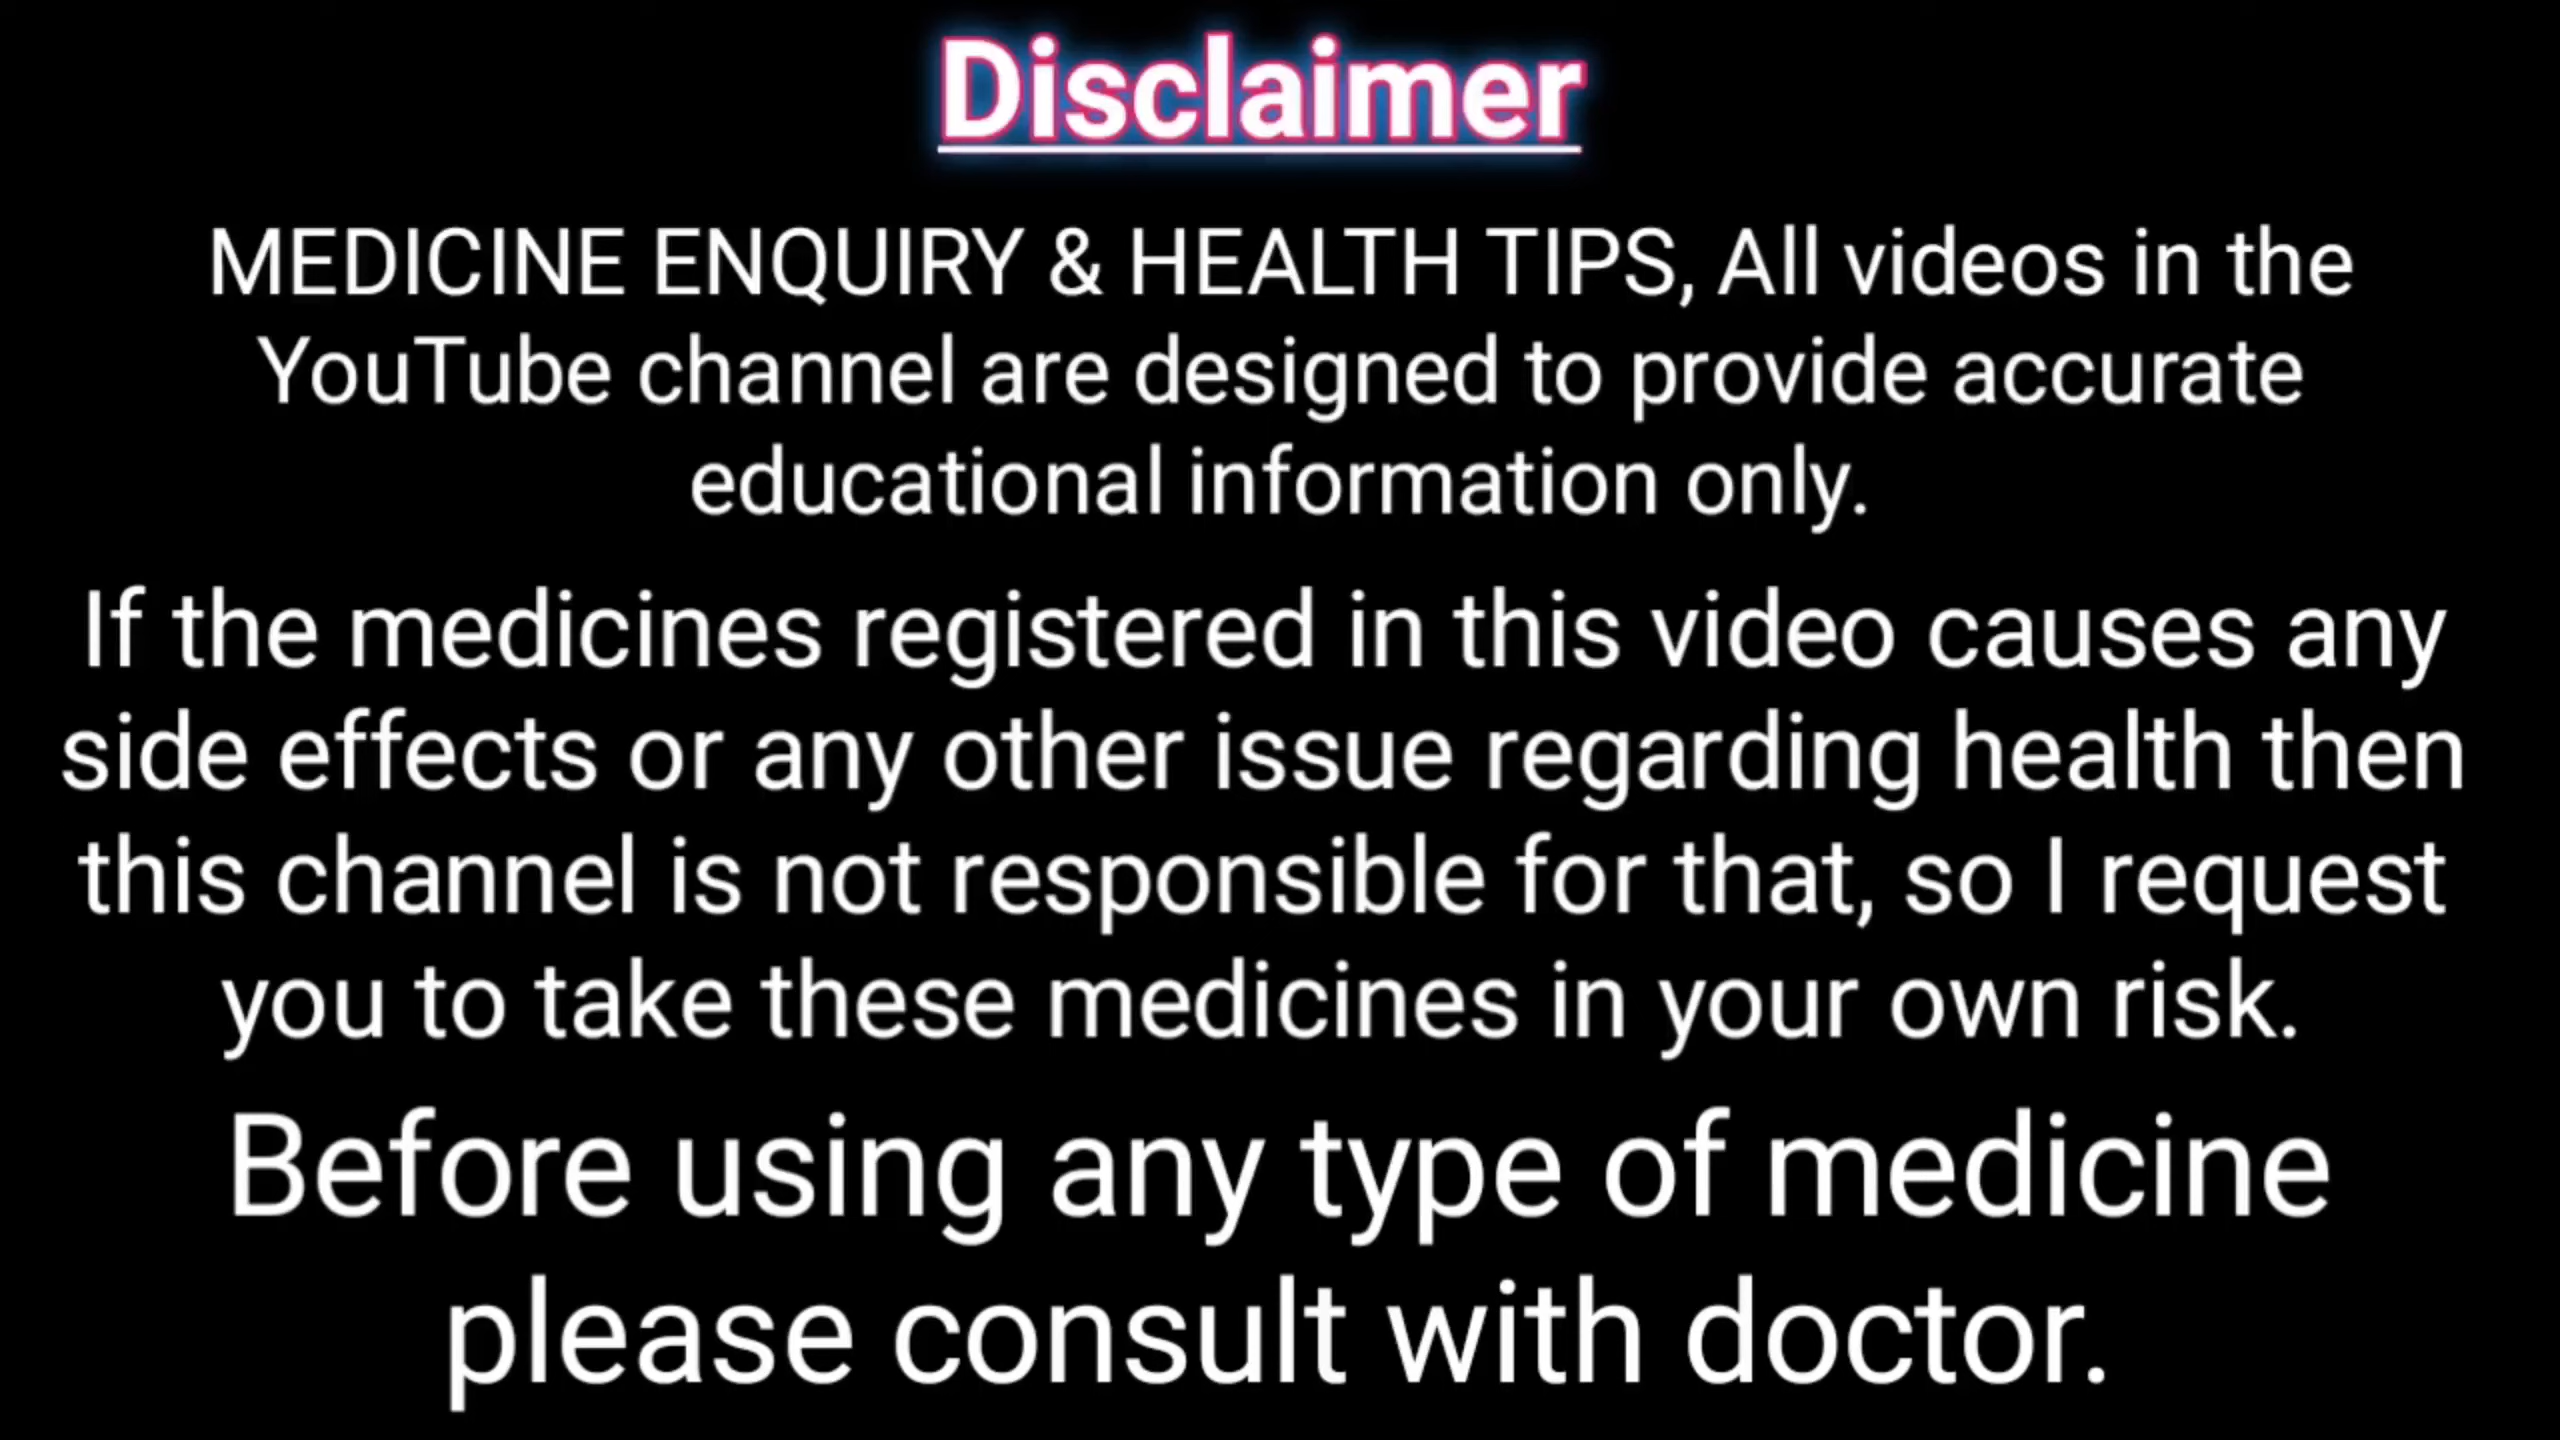 Disclaimer
MEDICINE ENQUIRY & HEALTH TIPS, All videos in the
YouTube channel are designed to provide accurate
educational information only.
If the medicines registered in this video causes any
side effects or any other issue regarding health then
this channel is not responsible for that, so I request
you to take these medicines in your own risk.
Before using any type of medicine
please consult with doctor.